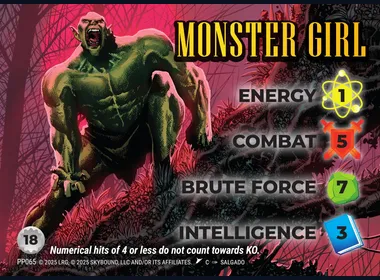 MONSTER GIRL
ENERGY 1
COMBAT 5
BRUTE FORCE 7
INTELLIGENCE 3
18
Numerical hits of 4 or less do not count towards KO.
PP065 © 2025 LRG, © 2025 SKYBOUND, LLC AND/OR ITS AFFILIATES. C SALGADO